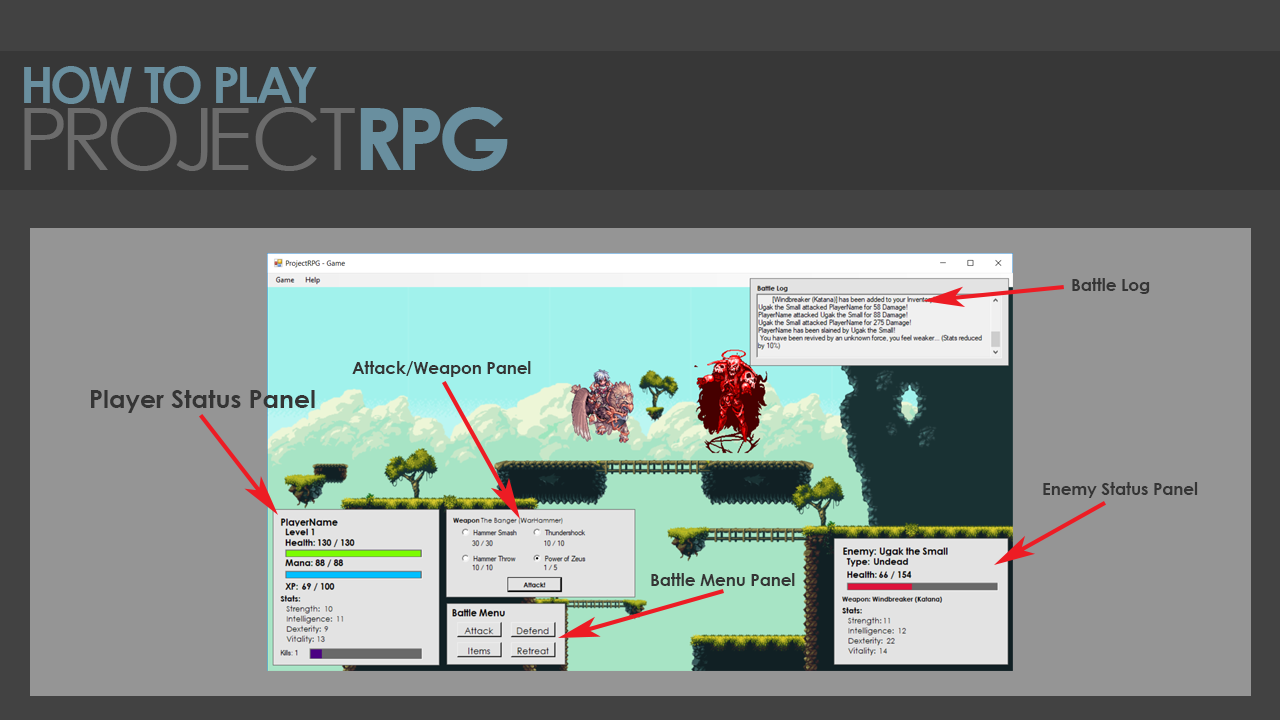 HOW TO PLAY
PROJECTRPG
ProjectRPG - Game
Game Help
Battle Log
[Windbreaker (Katana)] has been added to your
Ugak the Small attacked PlayerName for 58 Damage!
PlayerName attacked Ugak the Small for 88 Damage!
Ugak the Small attacked PlayerName for 275 Damage!
PlayerName has been slained by Ugak the Small!
You have been revived by an unknown force, you feel weaker... (Stats reduced
by 10%)
Battle Log
Attack/Weapon Panel
Player Status Panel
Enemy Status Panel
PlayerName
Level 1
Health: 130 / 130
Mana: 88 / 88
XP: 69 / 100
Stats:
Strength: 10
Intelligence: 11
Dexterity: 9
Vitality: 13
Kills: 1
Weapon The Banger (WarHammer)
Hammer Smash Thundershock
30 / 30 10 / 10
Hammer Throw Power of Zeus
10 / 10 1 / 5
Attack!
Battle Menu Panel
Battle Menu
Attack Defend
Items Retreat
Enemy: Ugak the Small
Type: Undead
Health: 66 / 154
Weapon: Windbreaker (Katana)
Stats:
Strength: 11
Intelligence: 12
Dexterity: 22
Vitality: 14